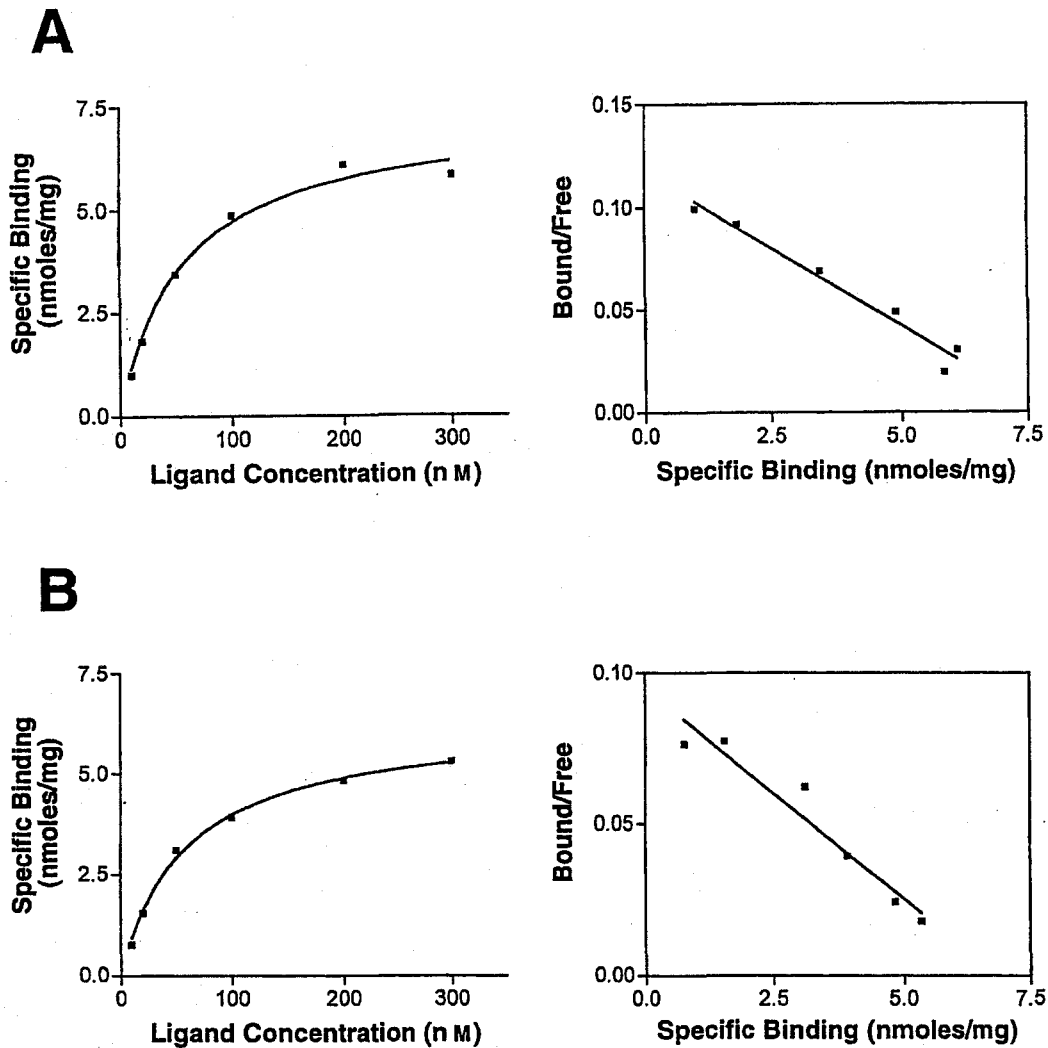 A
7.5
5.0
2.5
0.0
0
100
200
300
Specific Binding
(nmoles/mg)
Ligand Concentration (n M)
0.15
0.10
0.05
0.00
0.0
2.5
5.0
7.5
Bound/Free
Specific Binding (nmoles/mg)
B
7.5
5.0
2.5
0.0
0
100
200
300
Specific Binding
(nmoles/mg)
Ligand Concentration (n M)
0.10
0.05
0.00
0.0
2.5
5.0
7.5
Bound/Free
Specific Binding (nmoles/mg)